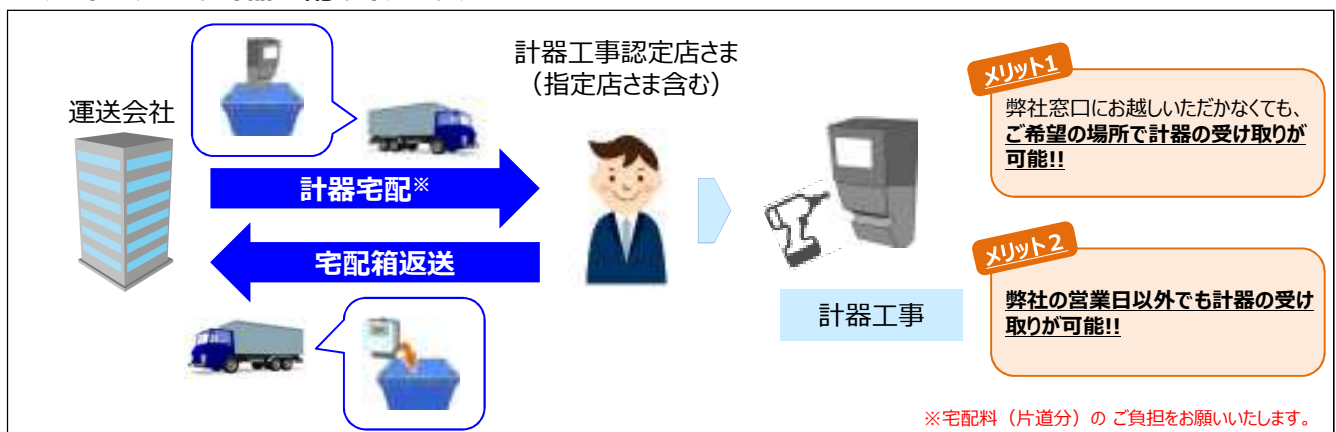 運送会社
計器宅配※
宅配箱返送
計器工事認定店さま
（指定店さま含む）
計器工事
メリット1
弊社窓口にお越しいただかなくても、
ご希望の場所で計器の受け取りが
可能!!
メリット２
弊社の営業日以外でも計器の受け
取りが可能!!
※宅配料（片道分）の ご負担をお願いいたします。